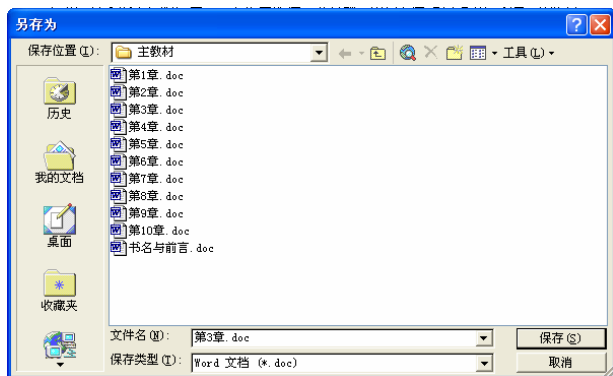 另存为
保存位置(I): 主教材 工具(L)
第1章.doc
第2章.doc
第3章.doc
第4章.doc
第5章.doc
第6章.doc
第7章.doc
第8章.doc
第9章.doc
第10章.doc
书名与前言.doc
历史
我的文档
桌面
收藏夹
文件名(N): 第3章.doc 保存(S)
保存类型(T): Word 文档 (*.doc) 取消